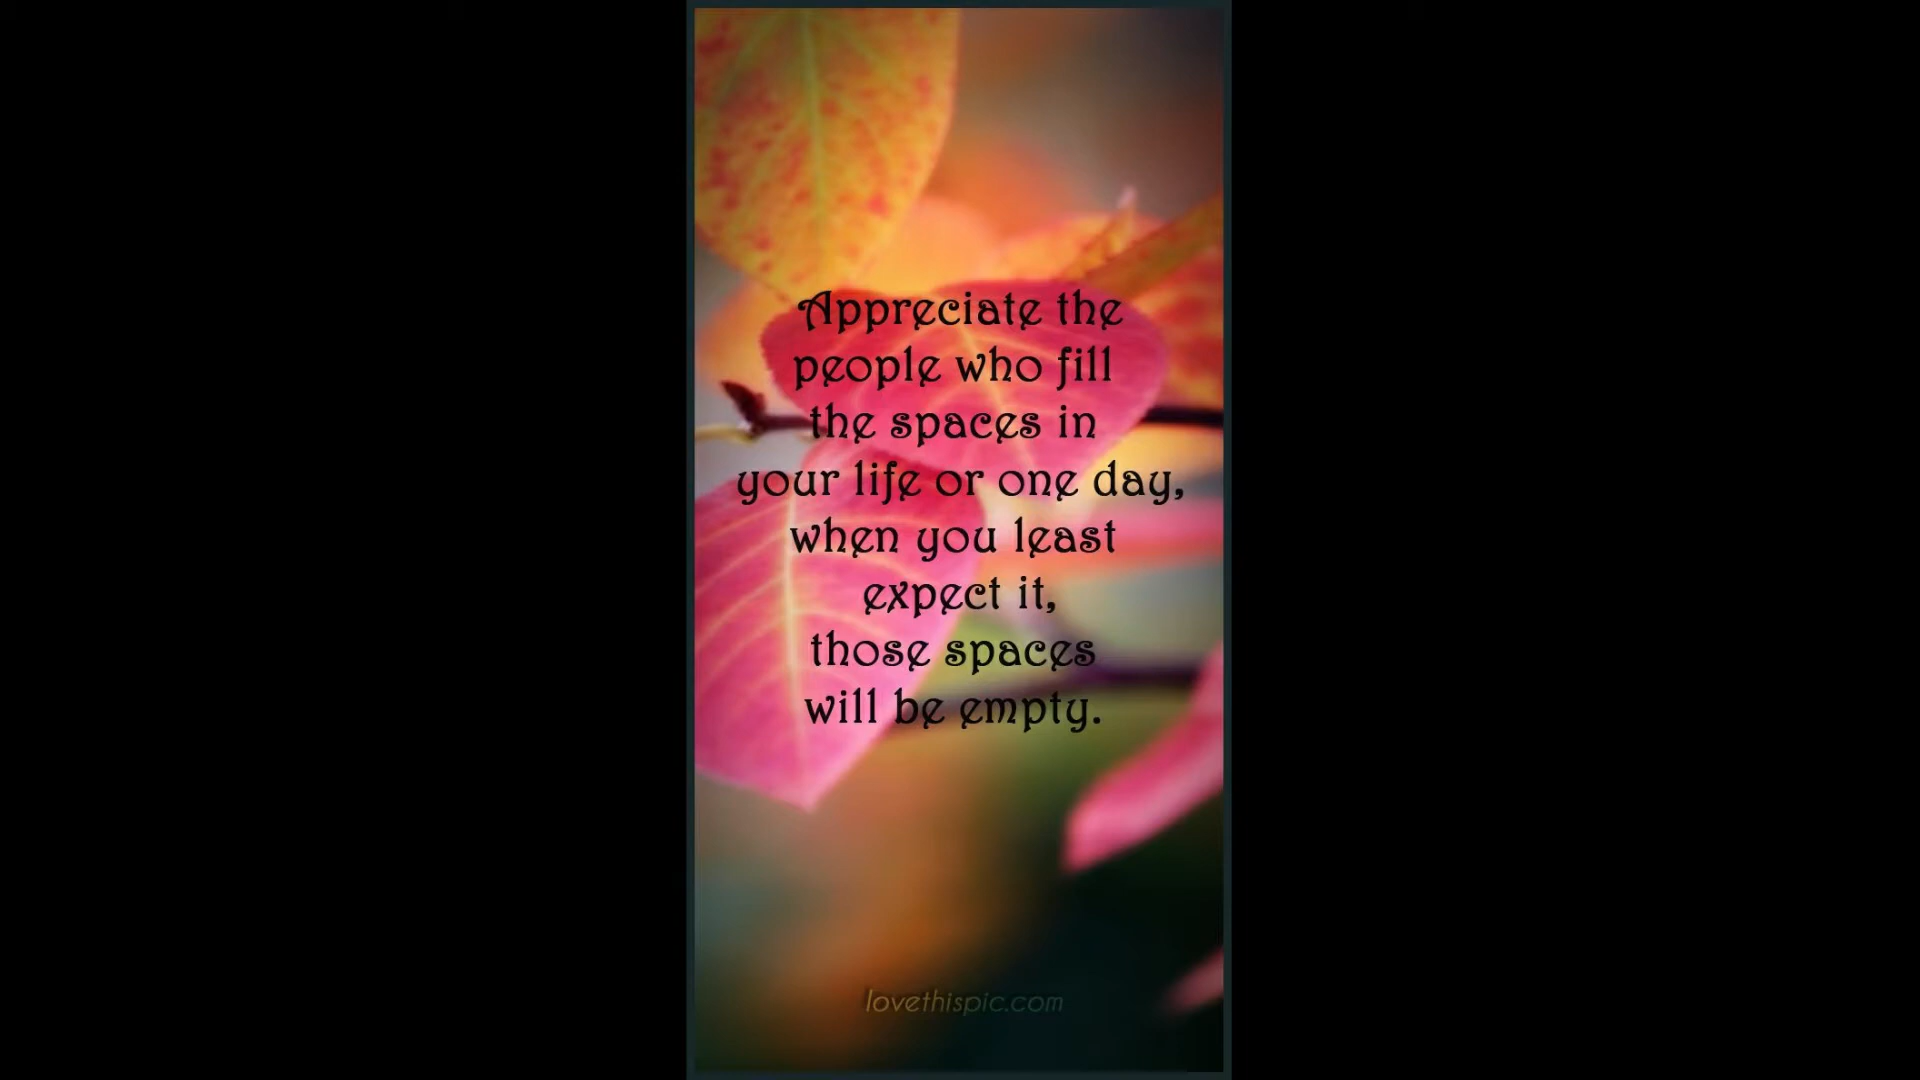 Appreciate the
people who fill
the spaces in
your life or one day,
when you least
expect it,
those spaces
will be empty.
lovethispic.com